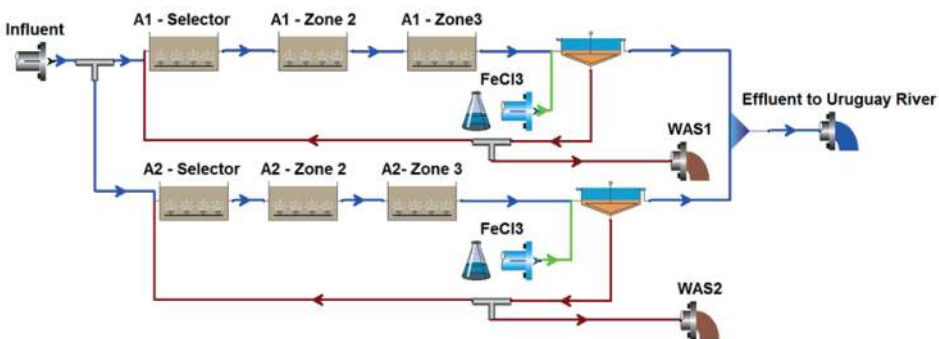 Influent
A1 - Selector
A1 - Zone 2
A1 - Zone3
FeCl3
Effluent to Uruguay River
WAS1
A2 - Selector
A2 - Zone 2
A2- Zone 3
FeCl3
WAS2